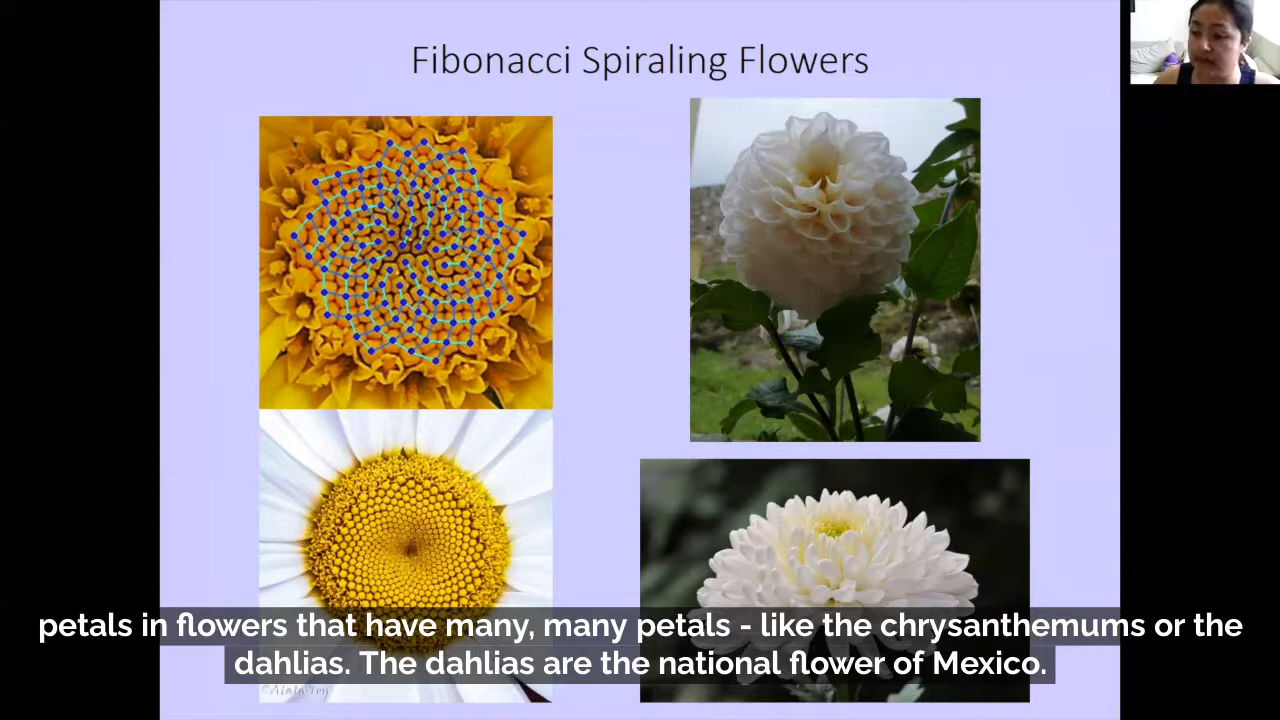 Fibonacci Spiraling Flowers
petals in flowers that have many, many petals - like the chrysanthemums or the
dahlias. The dahlias are the national flower of Mexico.